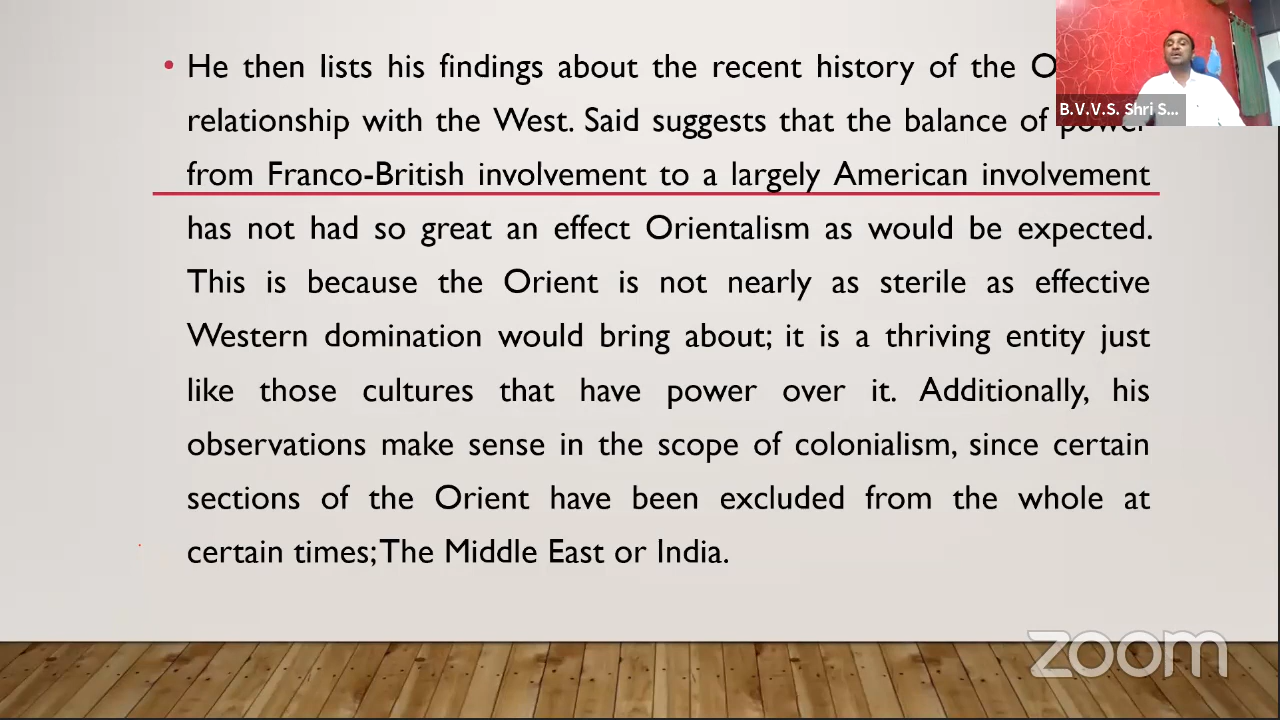 • He then lists his findings about the recent history of the O
relationship with the West. Said suggests that the balance of power
from Franco-British involvement to a largely American involvement
has not had so great an effect Orientalism as would be expected.
This is because the Orient is not nearly as sterile as effective
Western domination would bring about; it is a thriving entity just
like those cultures that have power over it. Additionally, his
observations make sense in the scope of colonialism, since certain
sections of the Orient have been excluded from the whole at
certain times; The Middle East or India.
B.V.V.S. Shri S...
zoom